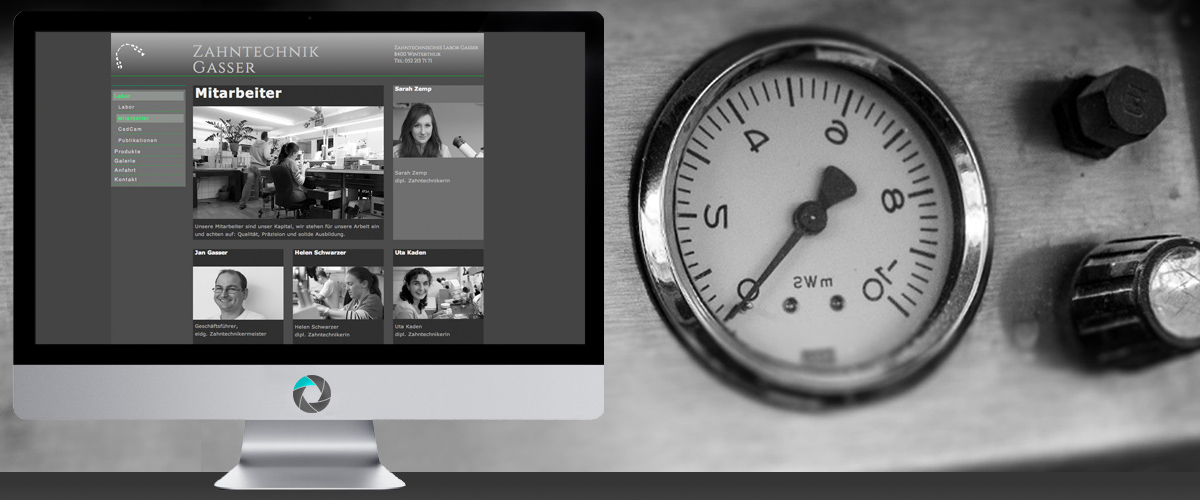 ZAHNTECHNIK
GASSER
ZAHNTECHNISCHES LABOR GASSER
8400 WINTERTHUR
TEL: 052 213 71 71
Labor
Labor
Mitarbeiter
CadCam
Publikationen
Produkte
Galerie
Anfahrt
Kontakt
Mitarbeiter
Unsere Mitarbeiter sind unser Kapital, wir stehen für unsere Arbeit ein
und achten auf: Qualität, Präzision und solide Ausbildung.
Sarah Zemp
Sarah Zemp
dipl. Zahntechnikerin
Jan Gasser
Geschäftsführer,
eidg. Zahntechnikermeister
Helen Schwarzer
Helen Schwarzer
dipl. Zahntechnikerin
Uta Kaden
Uta Kaden
dipl. Zahntechnikerin
0
2
4
6
8
-10
mWS